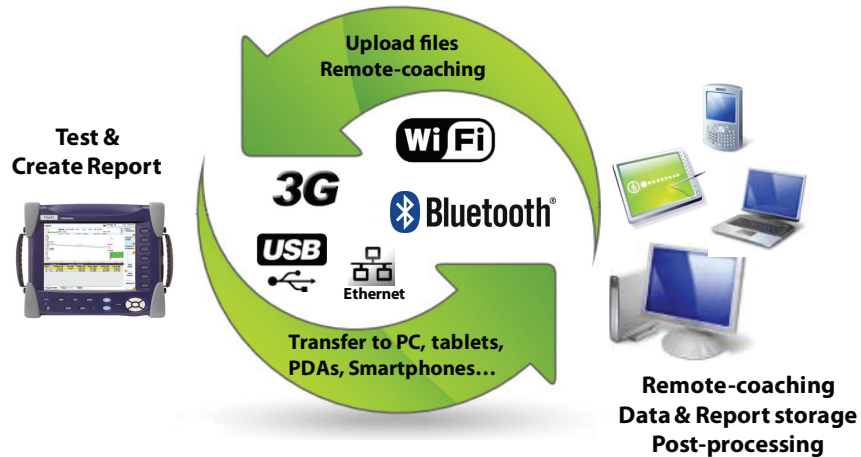 Upload files
Remote-coaching
Test &
Create Report
WiFi
3G
Bluetooth®
USB
Ethernet
Transfer to PC, tablets,
PDAs, Smartphones…
Remote-coaching
Data & Report storage
Post-processing